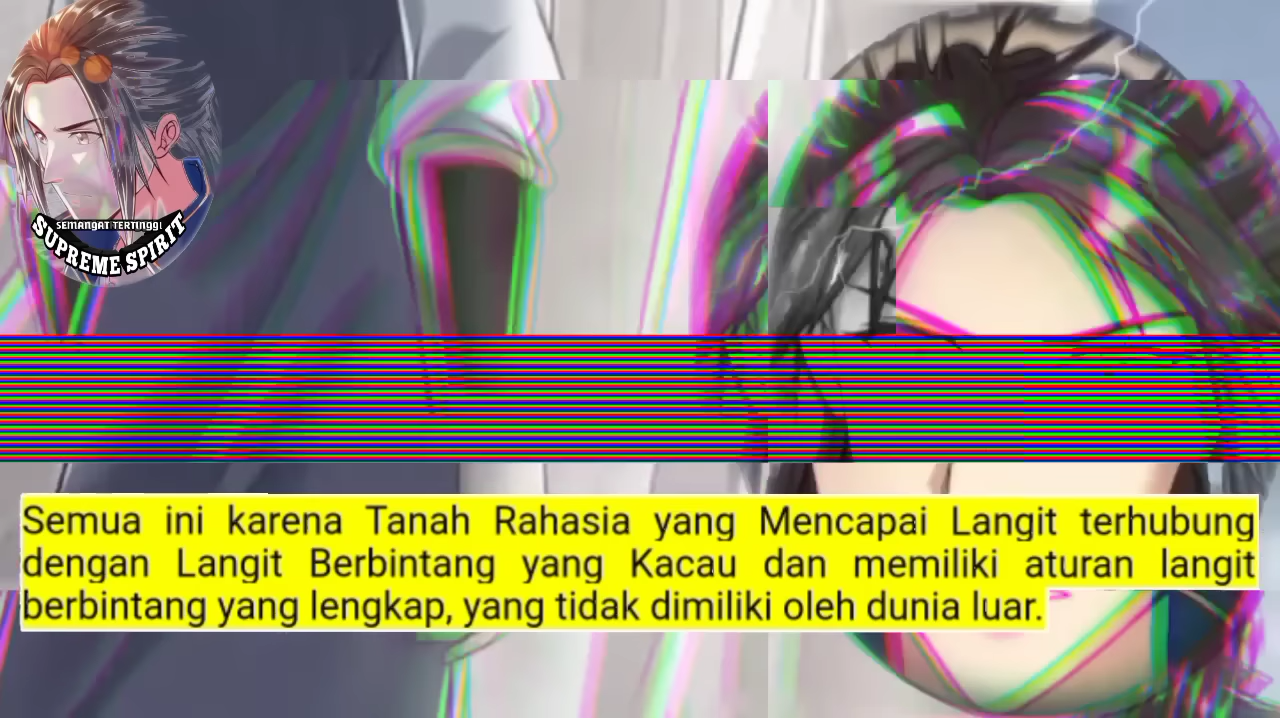 SEMANGAT TERTINGGI
SUPREME SPIRIT
Semua ini karena Tanah Rahasia yang Mencapai Langit terhubung
dengan Langit Berbintang yang Kacau dan memiliki aturan langit
berbintang yang lengkap, yang tidak dimiliki oleh dunia luar.